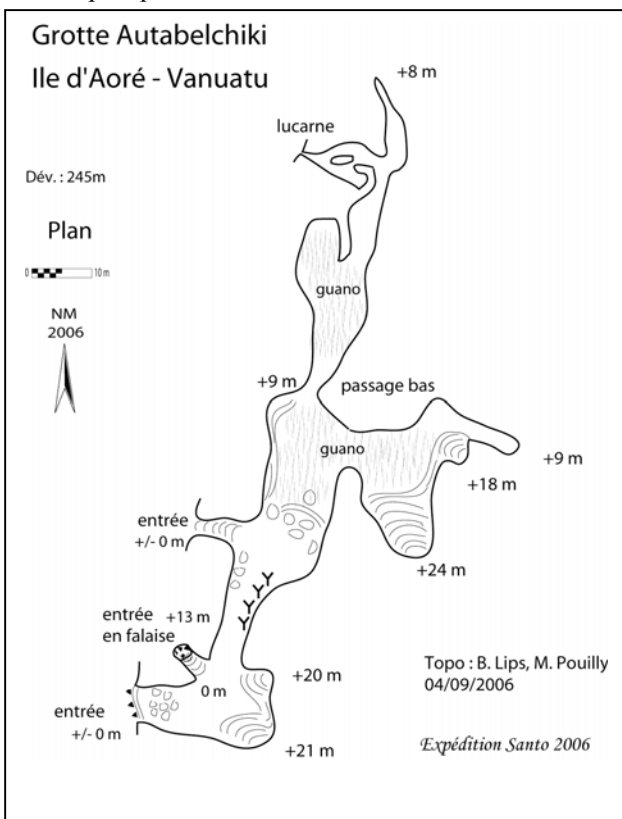 Grotte Autabelchiki
Ile d'Aoré - Vanuatu
+8 m
lucarne
Dév. : 245m
Plan
0
10 m
guano
NM
2006
+9 m
passage bas
guano
+9 m
+18 m
entrée
+/- 0 m
+24 m
entrée
en falaise
+13 m
0 m
+20 m
Topo : B. Lips, M. Pouilly
04/09/2006
entrée
+/- 0 m
+21 m
Expédition Santo 2006